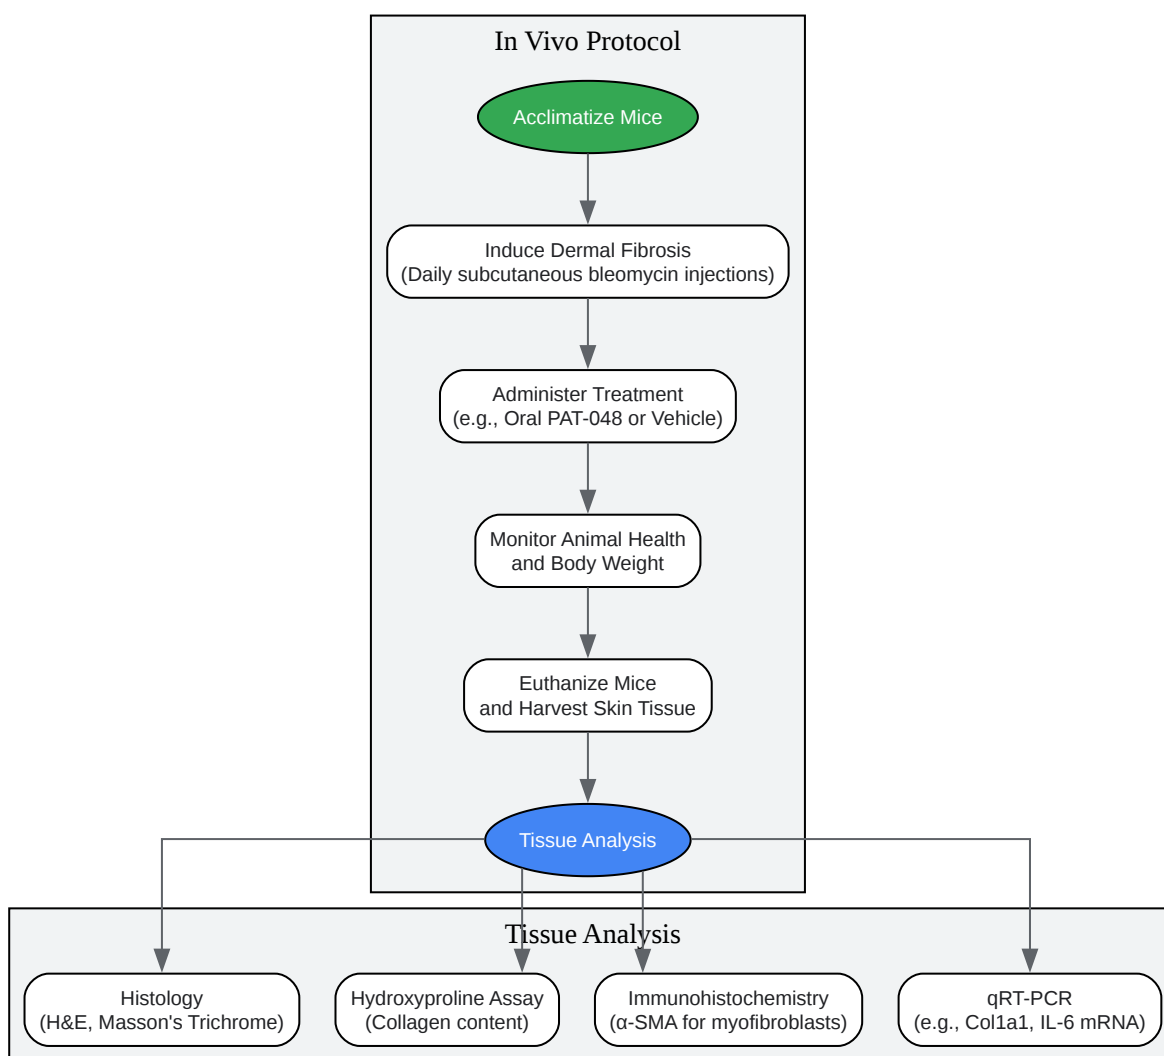 In Vivo Protocol
Acclimatize Mice
Induce Dermal Fibrosis
(Daily subcutaneous bleomycin injections)
Administer Treatment
(e.g., Oral PAT-048 or Vehicle)
Monitor Animal Health
and Body Weight
Euthanize Mice
and Harvest Skin Tissue
Tissue Analysis
Tissue Analysis
Histology
(H&E, Masson's Trichrome)
Hydroxyproline Assay
(Collagen content)
Immunohistochemistry
(α-SMA for myofibroblasts)
qRT-PCR
(e.g., Col1a1, IL-6 mRNA)